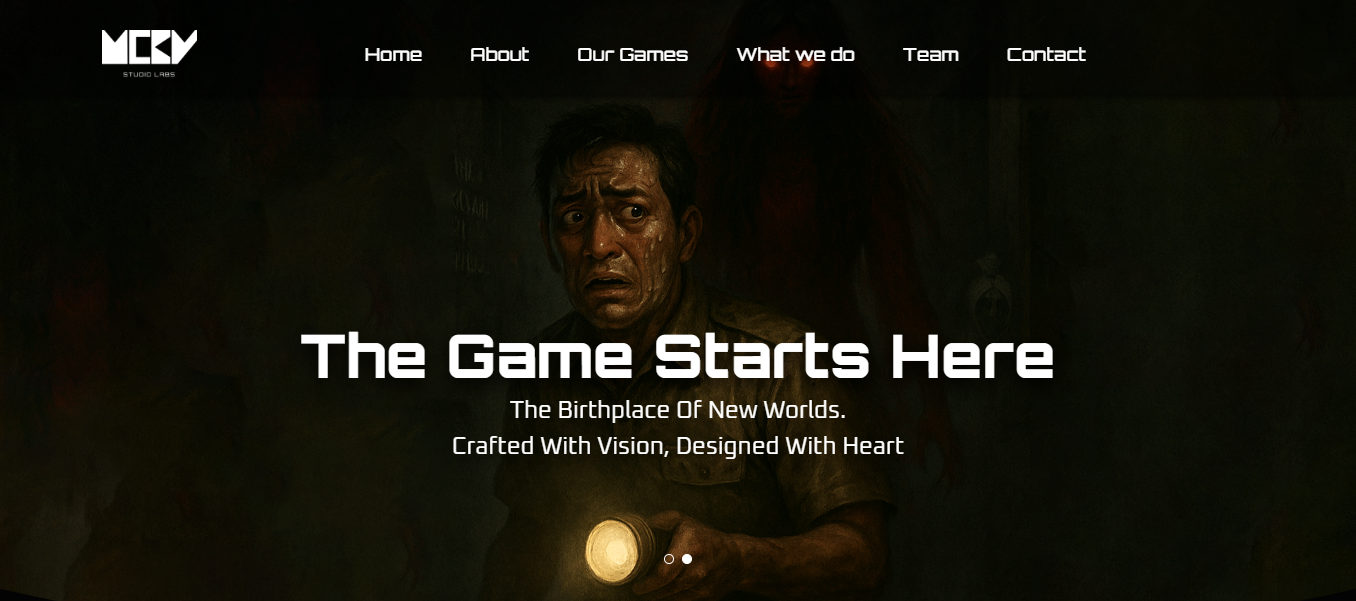 MCKV
STUDIO LABS
Home About Our Games What we do Team Contact
The Game Starts Here
The Birthplace Of New Worlds.
Crafted With Vision, Designed With Heart